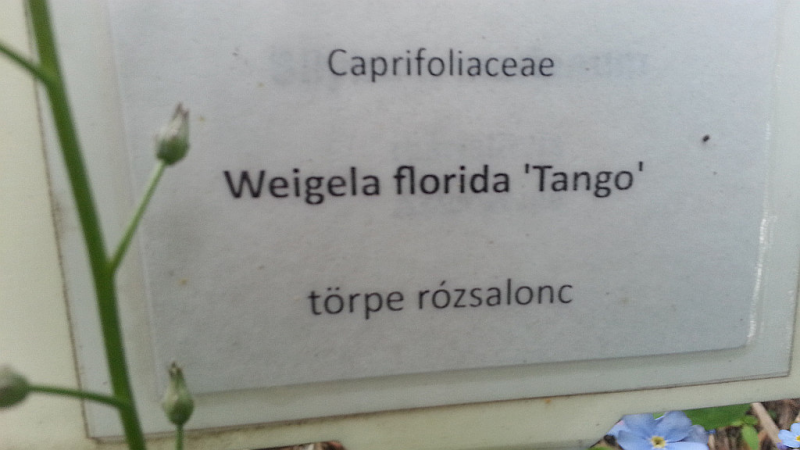 Caprifoliaceae
Weigela florida 'Tango'
törpe rózsalonc